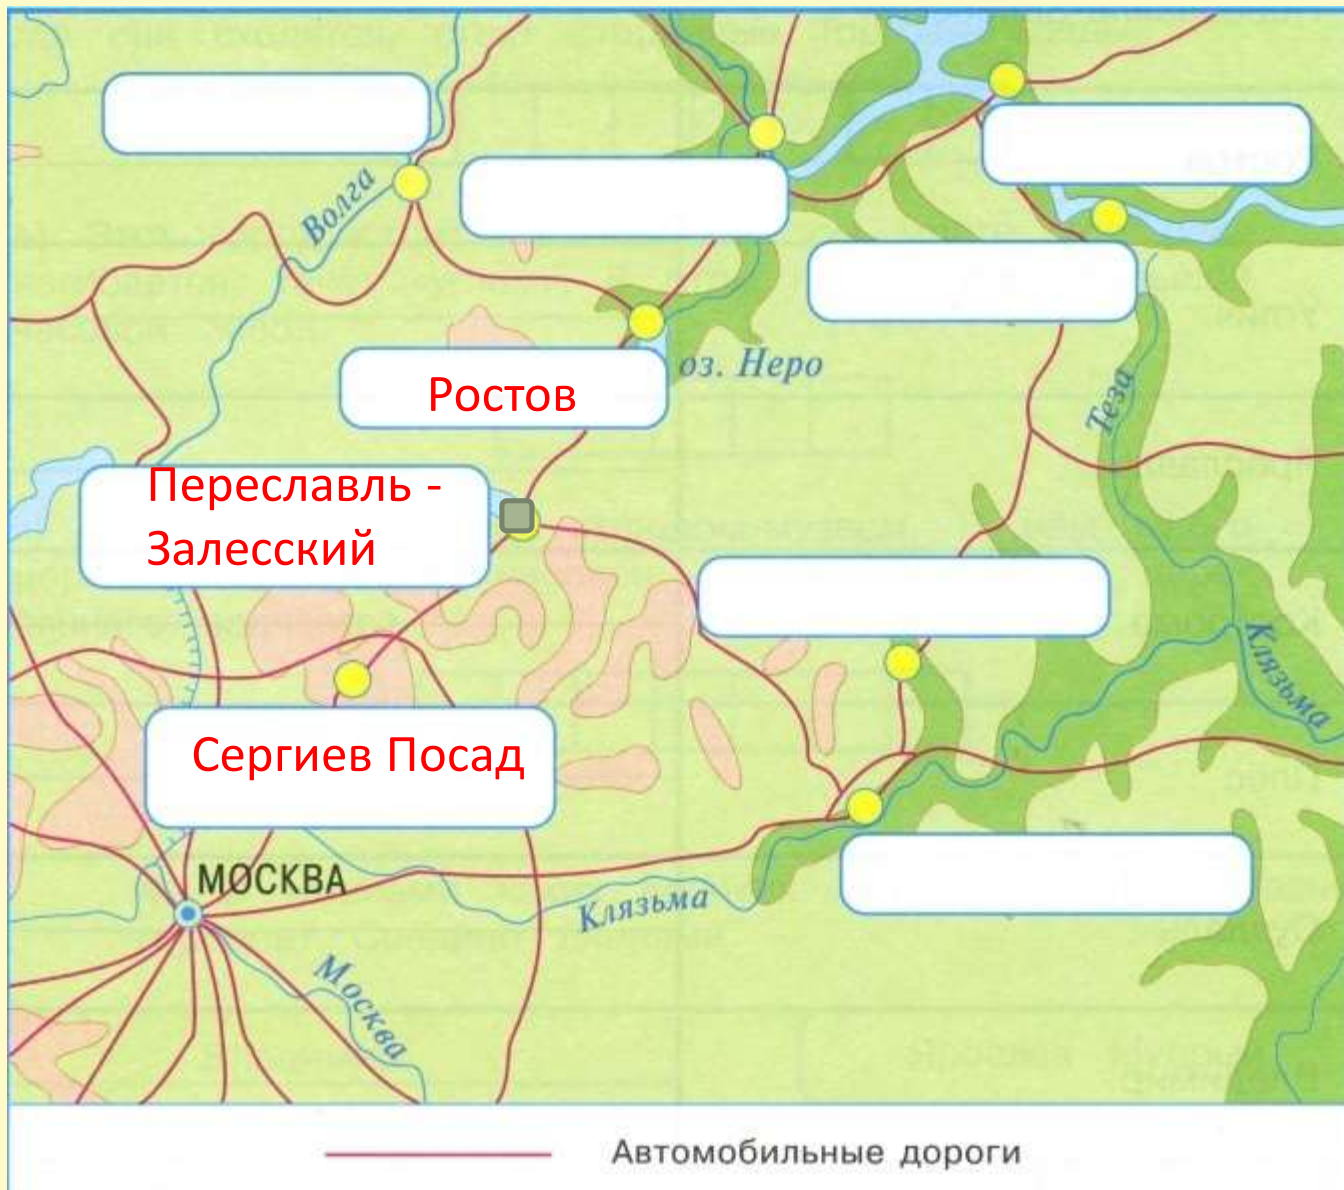 Волга
оз. Неро
Ростов
Теза
Переславль -
Залесский
Клязьма
Сергиев Посад
МОСКВА
Клязьма
Москва
Автомобильные дороги